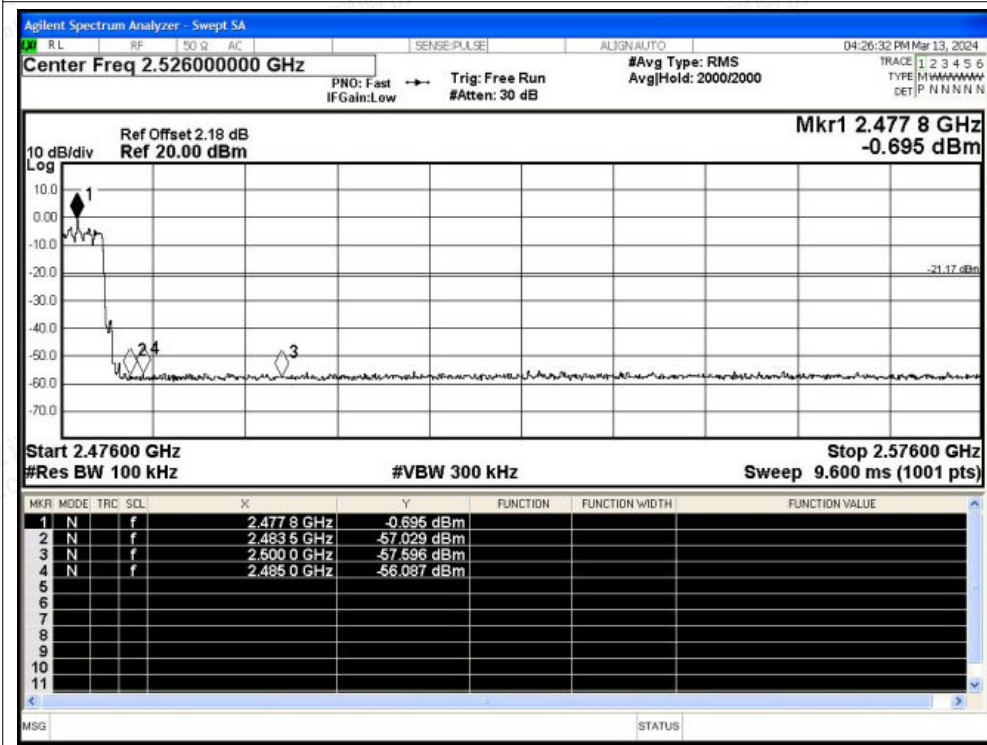 Agilent Spectrum Analyzer - Swept SA
LXI RL RF 50 Ω AC SENSE:PULSE ALIGN AUTO 04:26:32 PM Mar 13, 2024
Center Freq 2.526000000 GHz #Avg Type: RMS TRACE 1 2 3 4 5 6
PNO: Fast Trig: Free Run Avg|Hold: 2000/2000 TYPE M
IFGain:Low #Atten: 30 dB DET P N N N N N
Mkr1 2.477 8 GHz
Ref Offset 2.18 dB
10 dB/div Ref 20.00 dBm -0.695 dBm
Log
10.0
1
0.00
-10.0
-20.0
-21.17 dBm
-30.0
-40.0
-50.0
2 4 3
-60.0
-70.0
Start 2.47600 GHz Stop 2.57600 GHz
#Res BW 100 kHz #VBW 300 kHz Sweep 9.600 ms (1001 pts)
MKR MODE TRC SCL X Y FUNCTION FUNCTION WIDTH FUNCTION VALUE
1 N f 2.477 8 GHz -0.695 dBm
2 N f 2.483 5 GHz -57.029 dBm
3 N f 2.500 0 GHz -57.596 dBm
4 N f 2.485 0 GHz -56.087 dBm
5
6
7
8
9
10
11
MSG STATUS